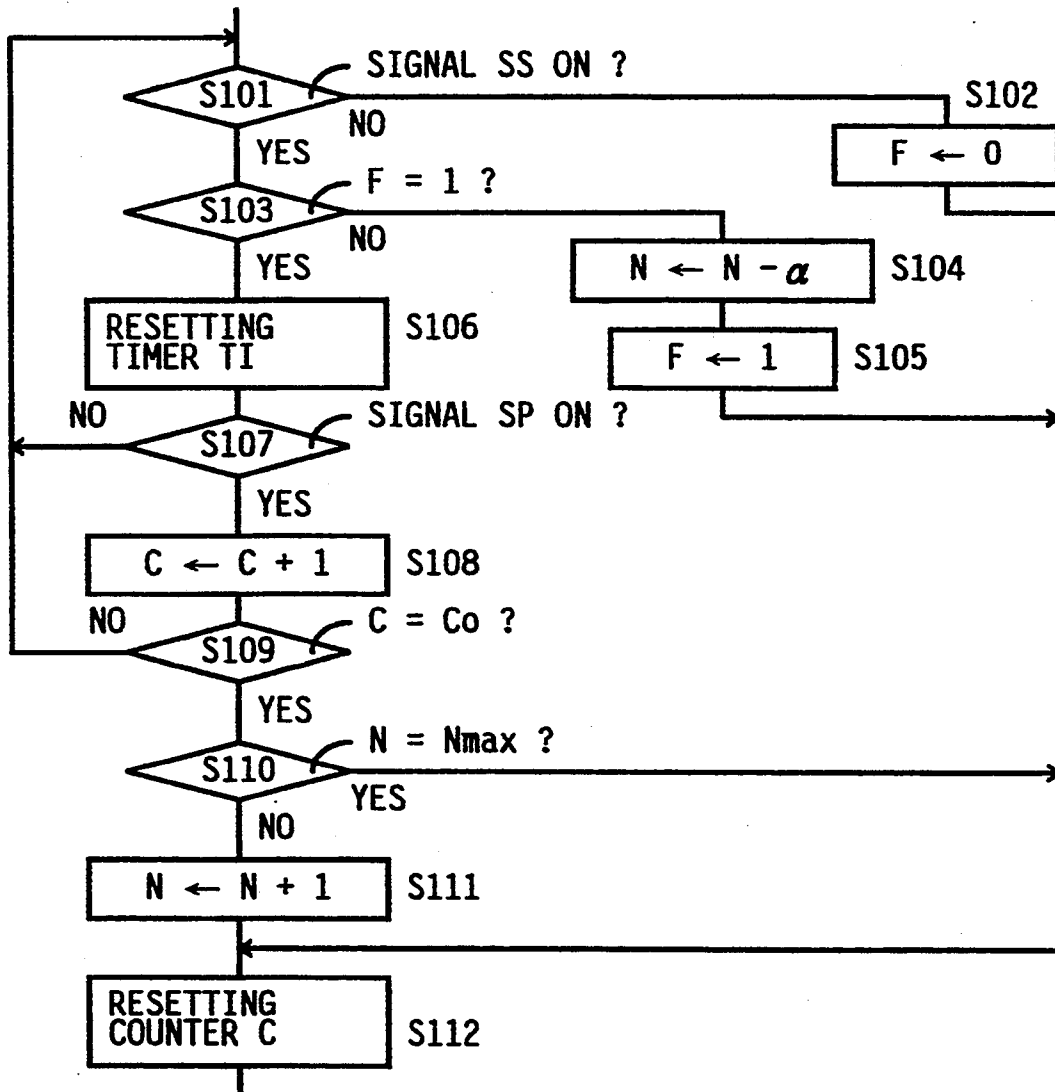 SIGNAL SS ON ?
S101
NO
S102
YES
F ← 0
F = 1 ?
S103
NO
YES
N ← N - α
S104
RESETTING
TIMER TI
S106
F ← 1
S105
NO
SIGNAL SP ON ?
S107
YES
C ← C + 1
S108
NO
C = Co ?
S109
YES
N = Nmax ?
S110
YES
NO
N ← N + 1
S111
RESETTING
COUNTER C
S112